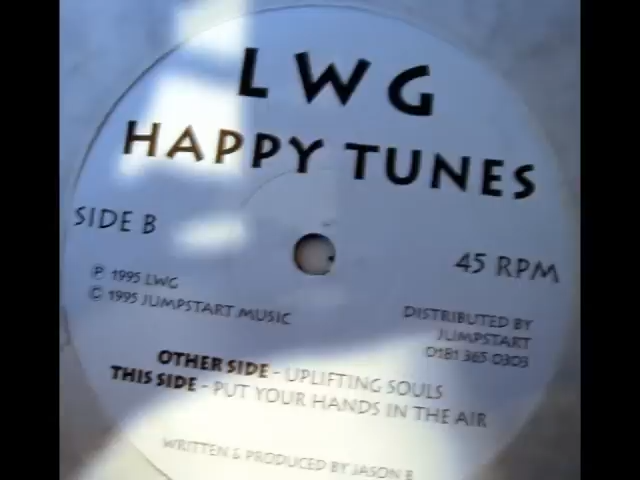 LWG
HAPPY TUNES
SIDE B
45 RPM
℗ 1995 LWG
© 1995 JUMPSTART MUSIC
DISTRIBUTED BY
JUMPSTART
0181 365 0303
OTHER SIDE - UPLIFTING SOULS
THIS SIDE - PUT YOUR HANDS IN THE AIR
WRITTEN & PRODUCED BY JASON B